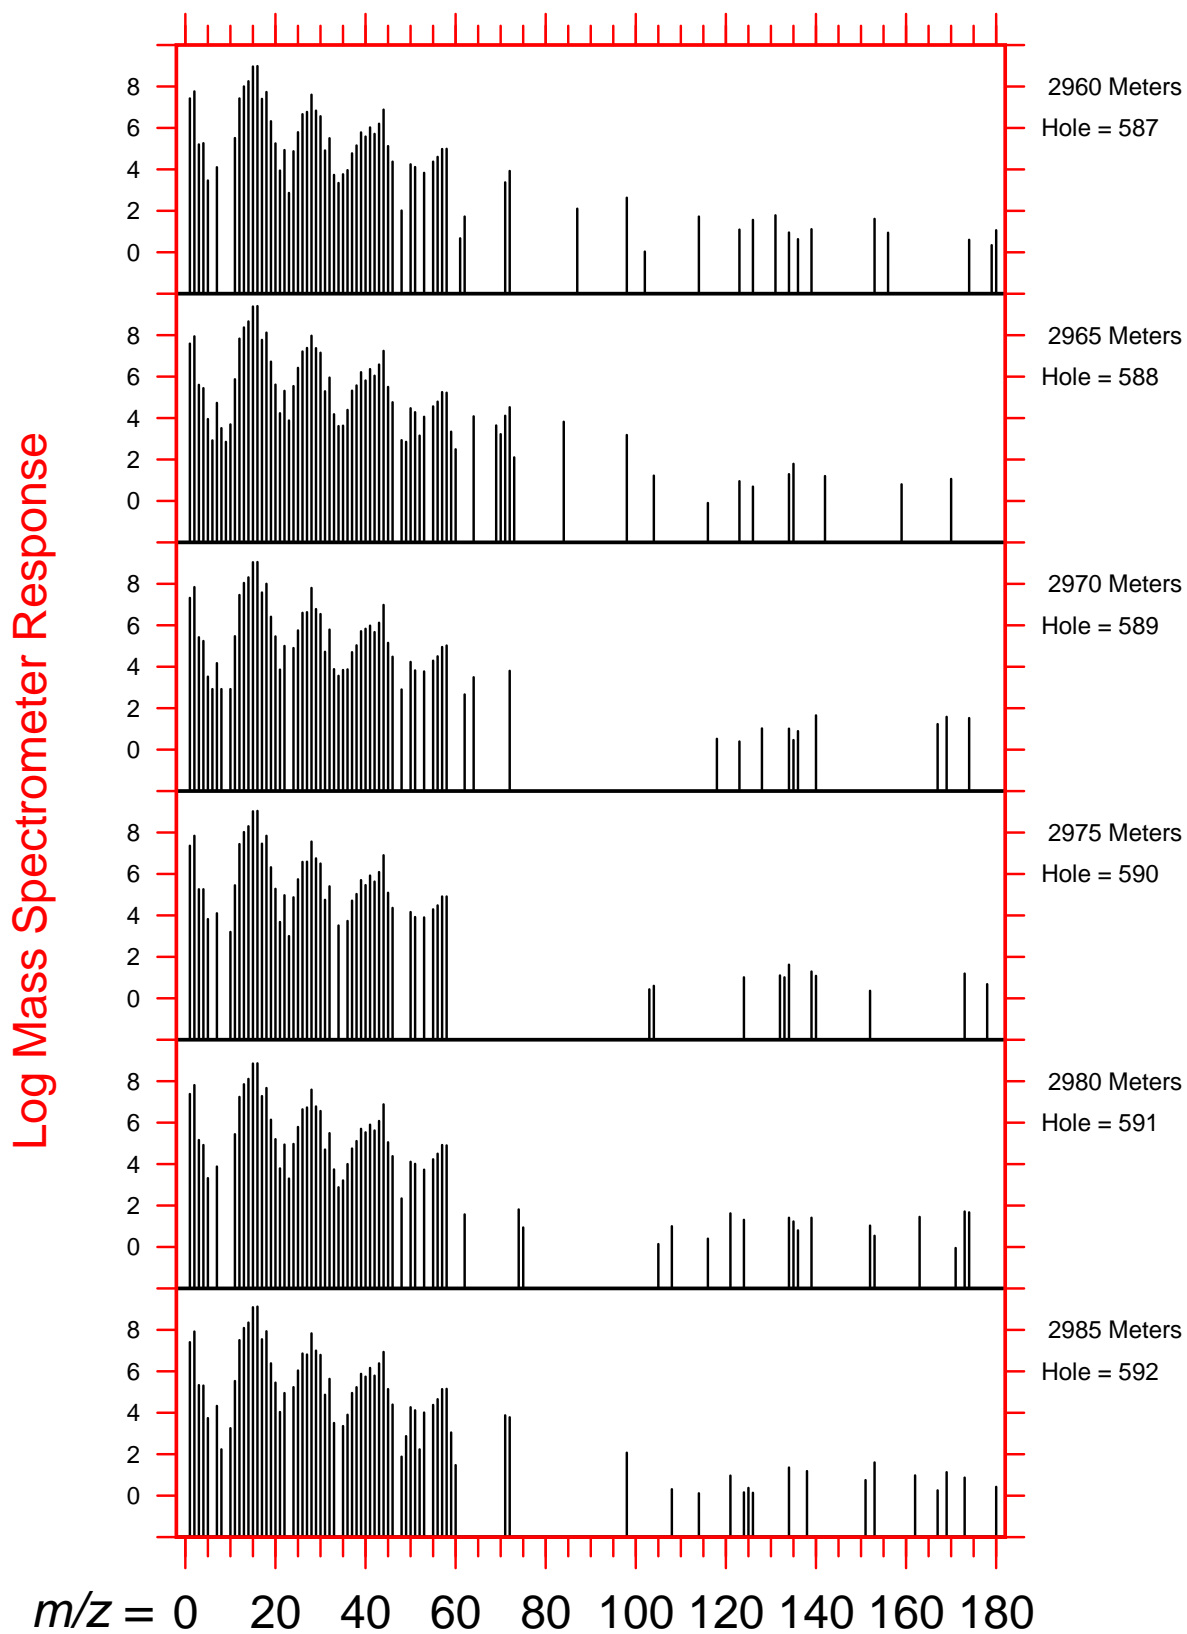 Log Mass Spectrometer Response
8
6
4
2
0
2960 Meters
Hole = 587
8
6
4
2
0
2965 Meters
Hole = 588
8
6
4
2
0
2970 Meters
Hole = 589
8
6
4
2
0
2975 Meters
Hole = 590
8
6
4
2
0
2980 Meters
Hole = 591
8
6
4
2
0
2985 Meters
Hole = 592
m/z = 0 20 40 60 80 100 120 140 160 180